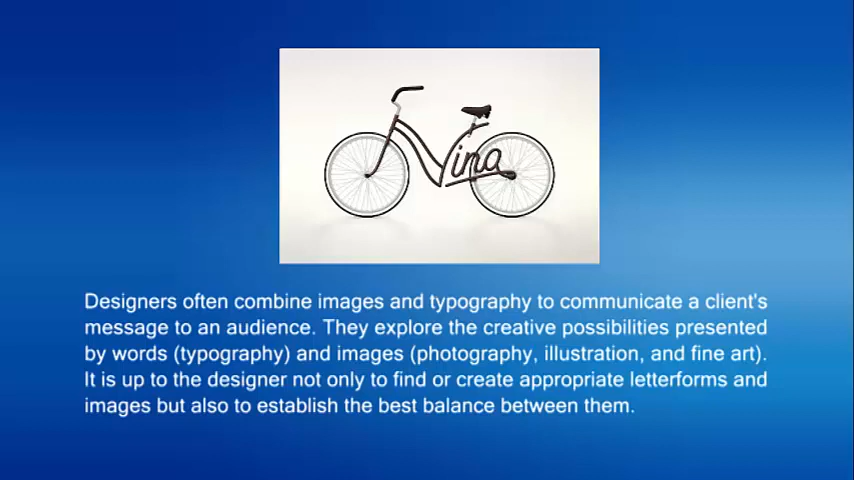 Vina
Designers often combine images and typography to communicate a client's
message to an audience. They explore the creative possibilities presented
by words (typography) and images (photography, illustration, and fine art).
It is up to the designer not only to find or create appropriate letterforms and
images but also to establish the best balance between them.